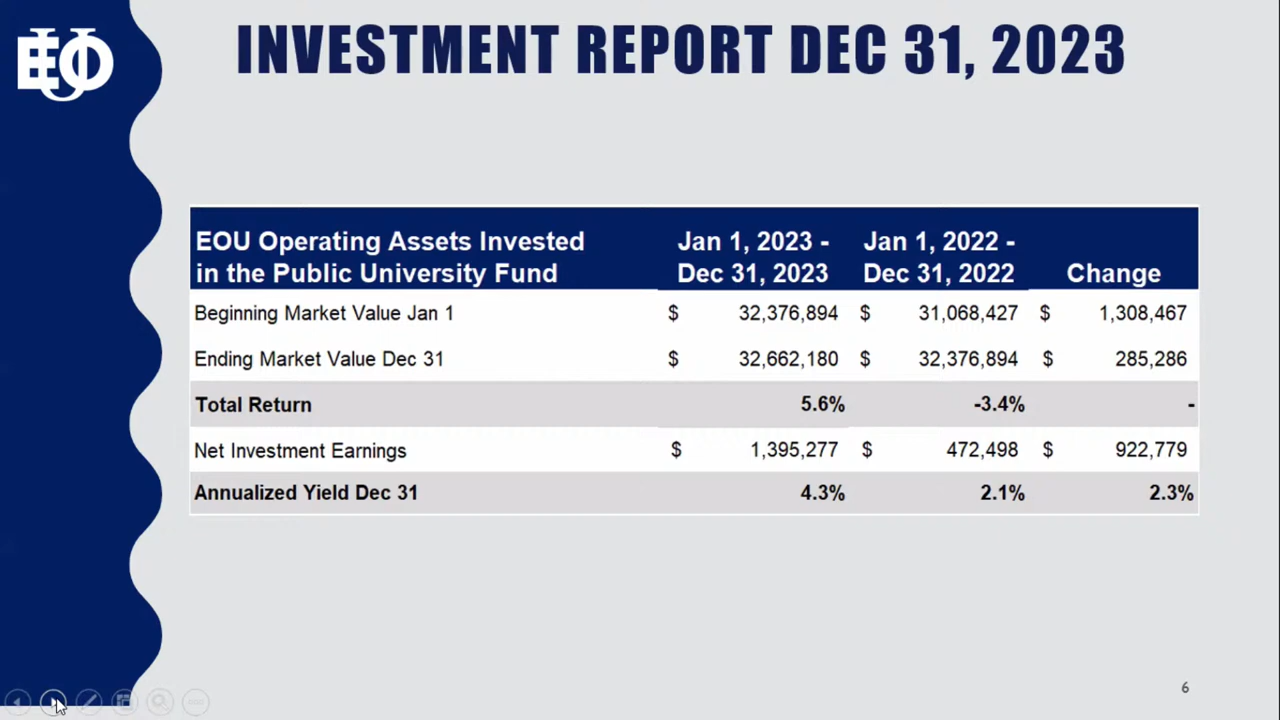 EOU
INVESTMENT REPORT DEC 31, 2023
EOU Operating Assets Invested in the Public University Fund Jan 1, 2023 - Dec 31, 2023 Jan 1, 2022 - Dec 31, 2022 Change
Beginning Market Value Jan 1 $ 32,376,894 $ 31,068,427 $ 1,308,467
Ending Market Value Dec 31 $ 32,662,180 $ 32,376,894 $ 285,286
Total Return 5.6% -3.4% -
Net Investment Earnings $ 1,395,277 $ 472,498 $ 922,779
Annualized Yield Dec 31 4.3% 2.1% 2.3%
6